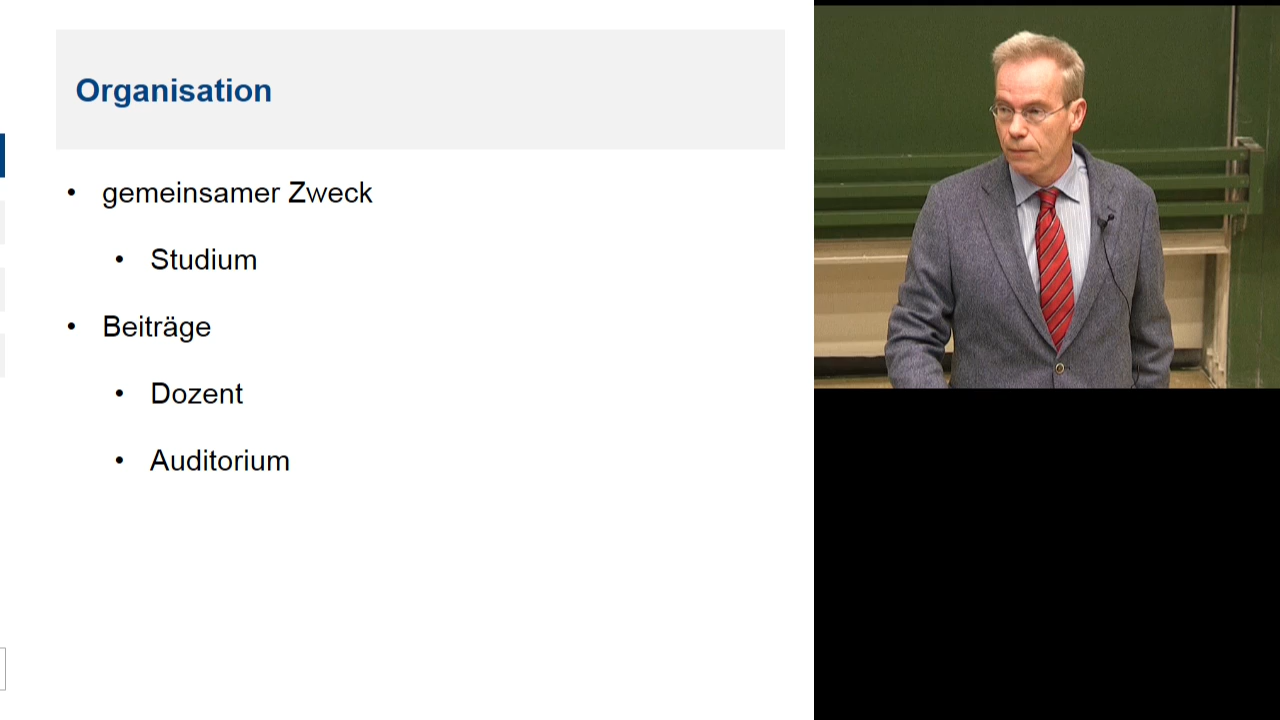 Organisation
• gemeinsamer Zweck
• Studium
• Beiträge
• Dozent
• Auditorium